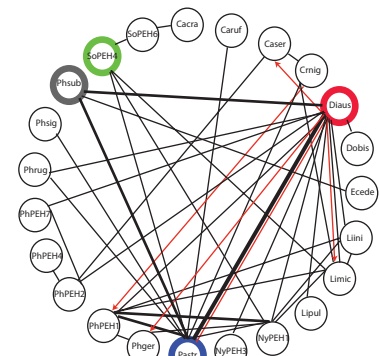 Cacra
Caruf
SoPEH6
Caser
SoPEH4
Crnig
Phsub
Diaus
Phsig
Dobis
Phrug
Ecede
PhPEH7
Liini
PhPEH4
Limic
PhPEH2
Lipul
PhPEH1
NyPEH1
Phger
NyPEH3
Pastr